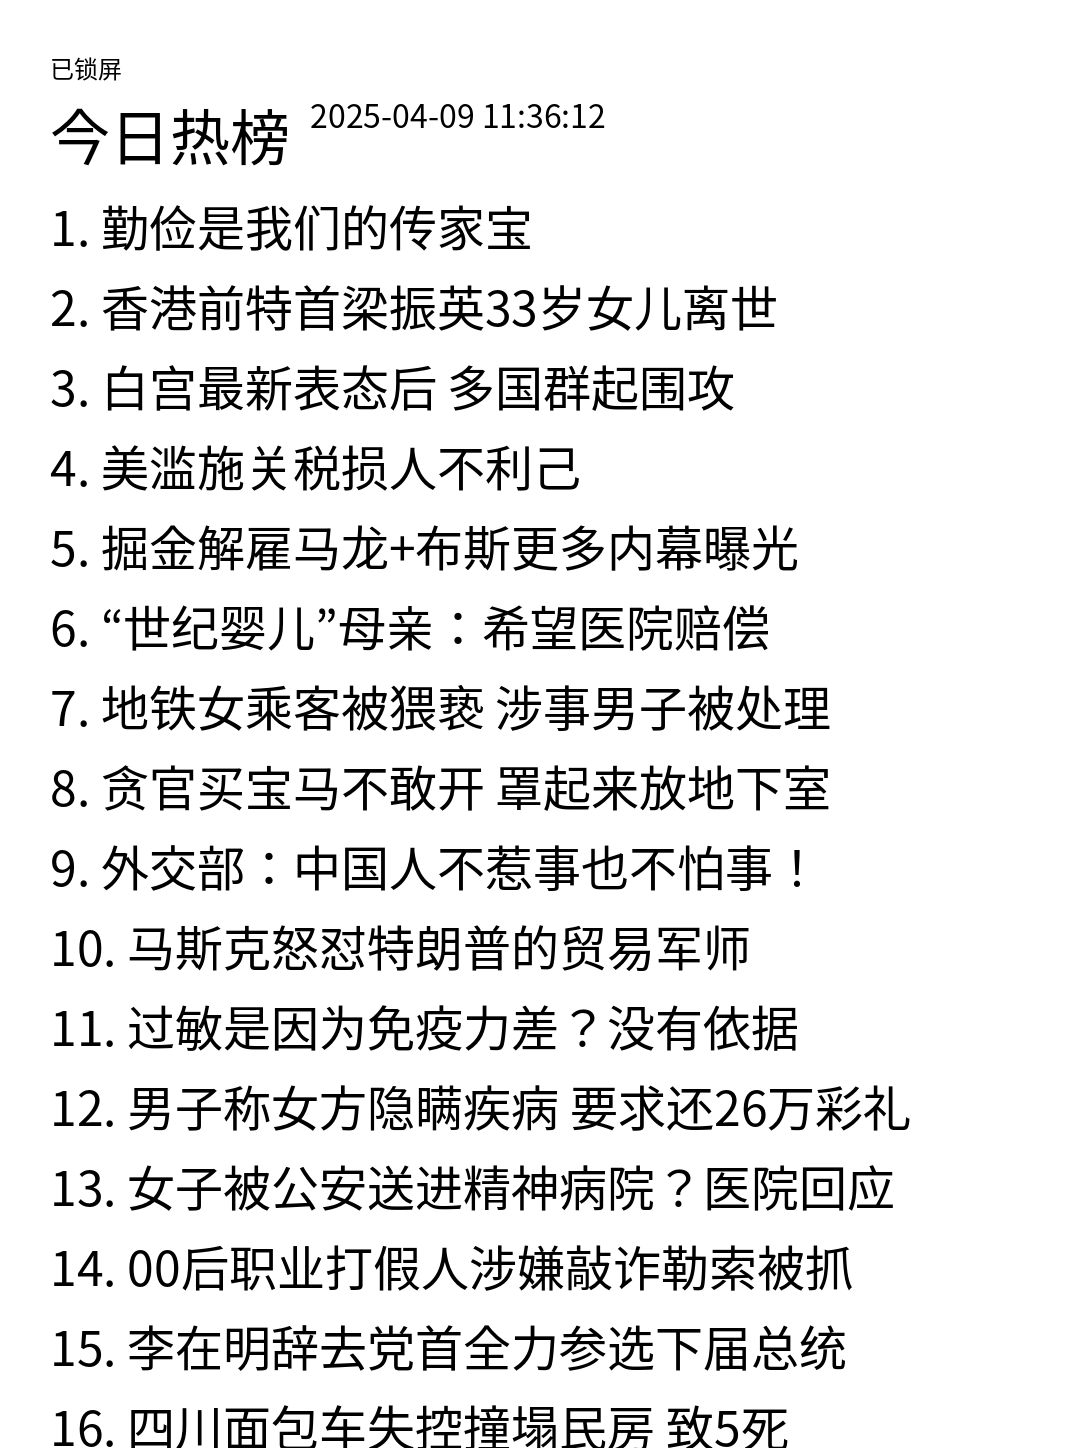 已锁屏
今日热榜 2025-04-09 11:36:12
1. 勤俭是我们的传家宝
2. 香港前特首梁振英33岁女儿离世
3. 白宫最新表态后 多国群起围攻
4. 美滥施关税损人不利己
5. 掘金解雇马龙+布斯更多内幕曝光
6. “世纪婴儿”母亲：希望医院赔偿
7. 地铁女乘客被猥亵 涉事男子被处理
8. 贪官买宝马不敢开 罩起来放地下室
9. 外交部：中国人不惹事也不怕事！
10. 马斯克怒怼特朗普的贸易军师
11. 过敏是因为免疫力差？没有依据
12. 男子称女方隐瞒疾病 要求还26万彩礼
13. 女子被公安送进精神病院？医院回应
14. 00后职业打假人涉嫌敲诈勒索被抓
15. 李在明辞去党首全力参选下届总统
16. 四川面包车失控撞塌民房 致5死